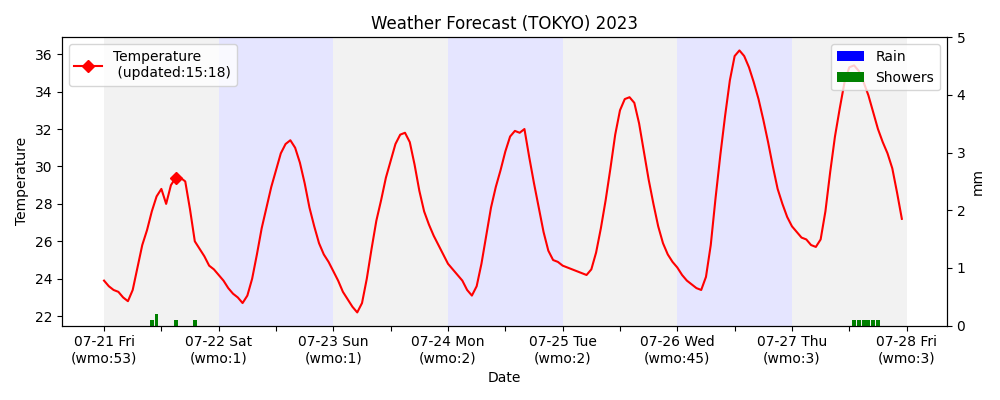 Weather Forecast (TOKYO) 2023
Temperature
(updated:15:18)
Rain
Showers
Temperature
36
34
32
30
28
26
24
22
5
4
3
2
1
0
mm
07-21 Fri
(wmo:53)
07-22 Sat
(wmo:1)
07-23 Sun
(wmo:1)
07-24 Mon
(wmo:2)
07-25 Tue
(wmo:2)
07-26 Wed
(wmo:45)
07-27 Thu
(wmo:3)
07-28 Fri
(wmo:3)
Date